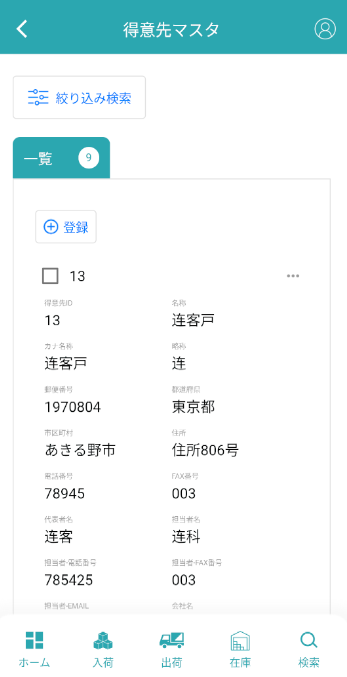 得意先マスタ
絞り込み検索
一覧 9
登録
13
得意先ID 名称
13 连客戸
カナ名称 略称
连客戸 连
郵便番号 都道府県
1970804 東京都
市区町村 住所
あきる野市 住所806号
電話番号 FAX番号
78945 003
代表者名 担当者名
连客 连科
担当者-電話番号 担当者-FAX番号
785425 003
担当者-EMAIL 会社名
ホーム 入荷 出荷 在庫 検索